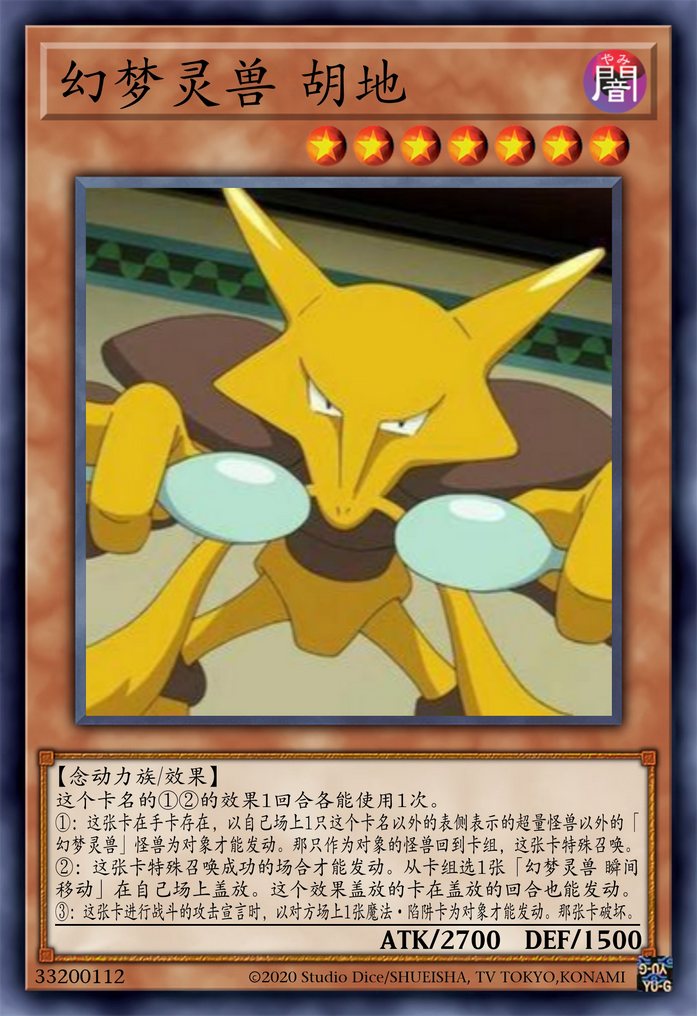 幻梦灵兽 胡地
やみ
闇
【念动力族/效果】
这个卡名的①②的效果1回合各能使用1次。
①：这张卡在手卡存在，以自己场上1只这个卡名以外的表侧表示的超量怪兽以外的「
幻梦灵兽」怪兽为对象才能发动。那只作为对象的怪兽回到卡组，这张卡特殊召唤。
②：这张卡特殊召唤成功的场合才能发动。从卡组选1张「幻梦灵兽 瞬间
移动」在自己场上盖放。这个效果盖放的卡在盖放的回合也能发动。
③：这张卡进行战斗的攻击宣言时，以对方场上1张魔法·陷阱卡为对象才能发动。那张卡破坏。
ATK/2700 DEF/1500
33200112 ©2020 Studio Dice/SHUEISHA, TV TOKYO,KONAMI